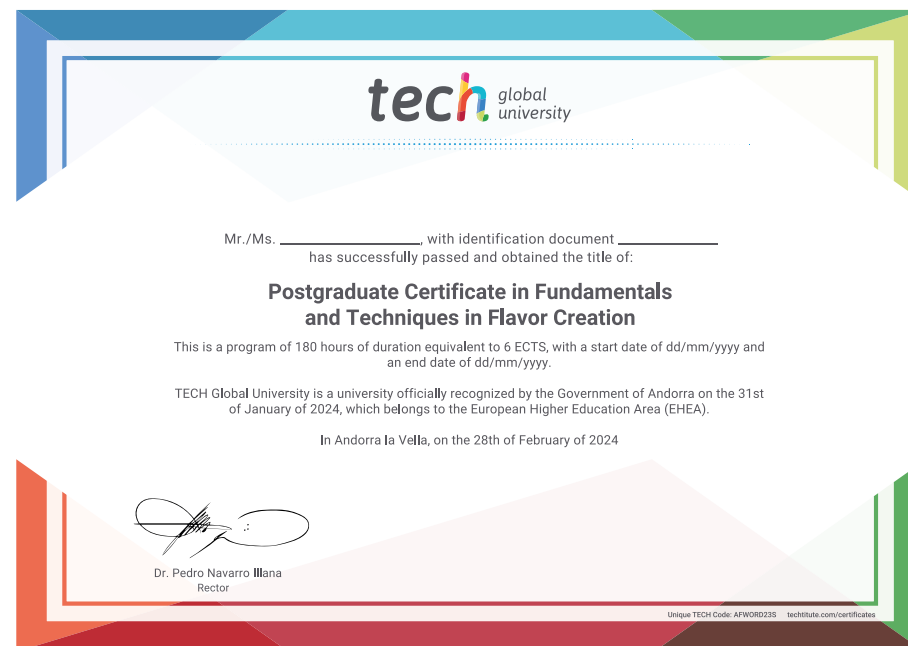 tech global
university
Mr./Ms. ____________________, with identification document ______________
has successfully passed and obtained the title of:
Postgraduate Certificate in Fundamentals
and Techniques in Flavor Creation
This is a program of 180 hours of duration equivalent to 6 ECTS, with a start date of dd/mm/yyyy and
an end date of dd/mm/yyyy.
TECH Global University is a university officially recognized by the Government of Andorra on the 31st
of January of 2024, which belongs to the European Higher Education Area (EHEA).
In Andorra la Vella, on the 28th of February of 2024
Dr. Pedro Navarro Illana
Rector
Unique TECH Code: AFWORD23S techtitute.com/certificates